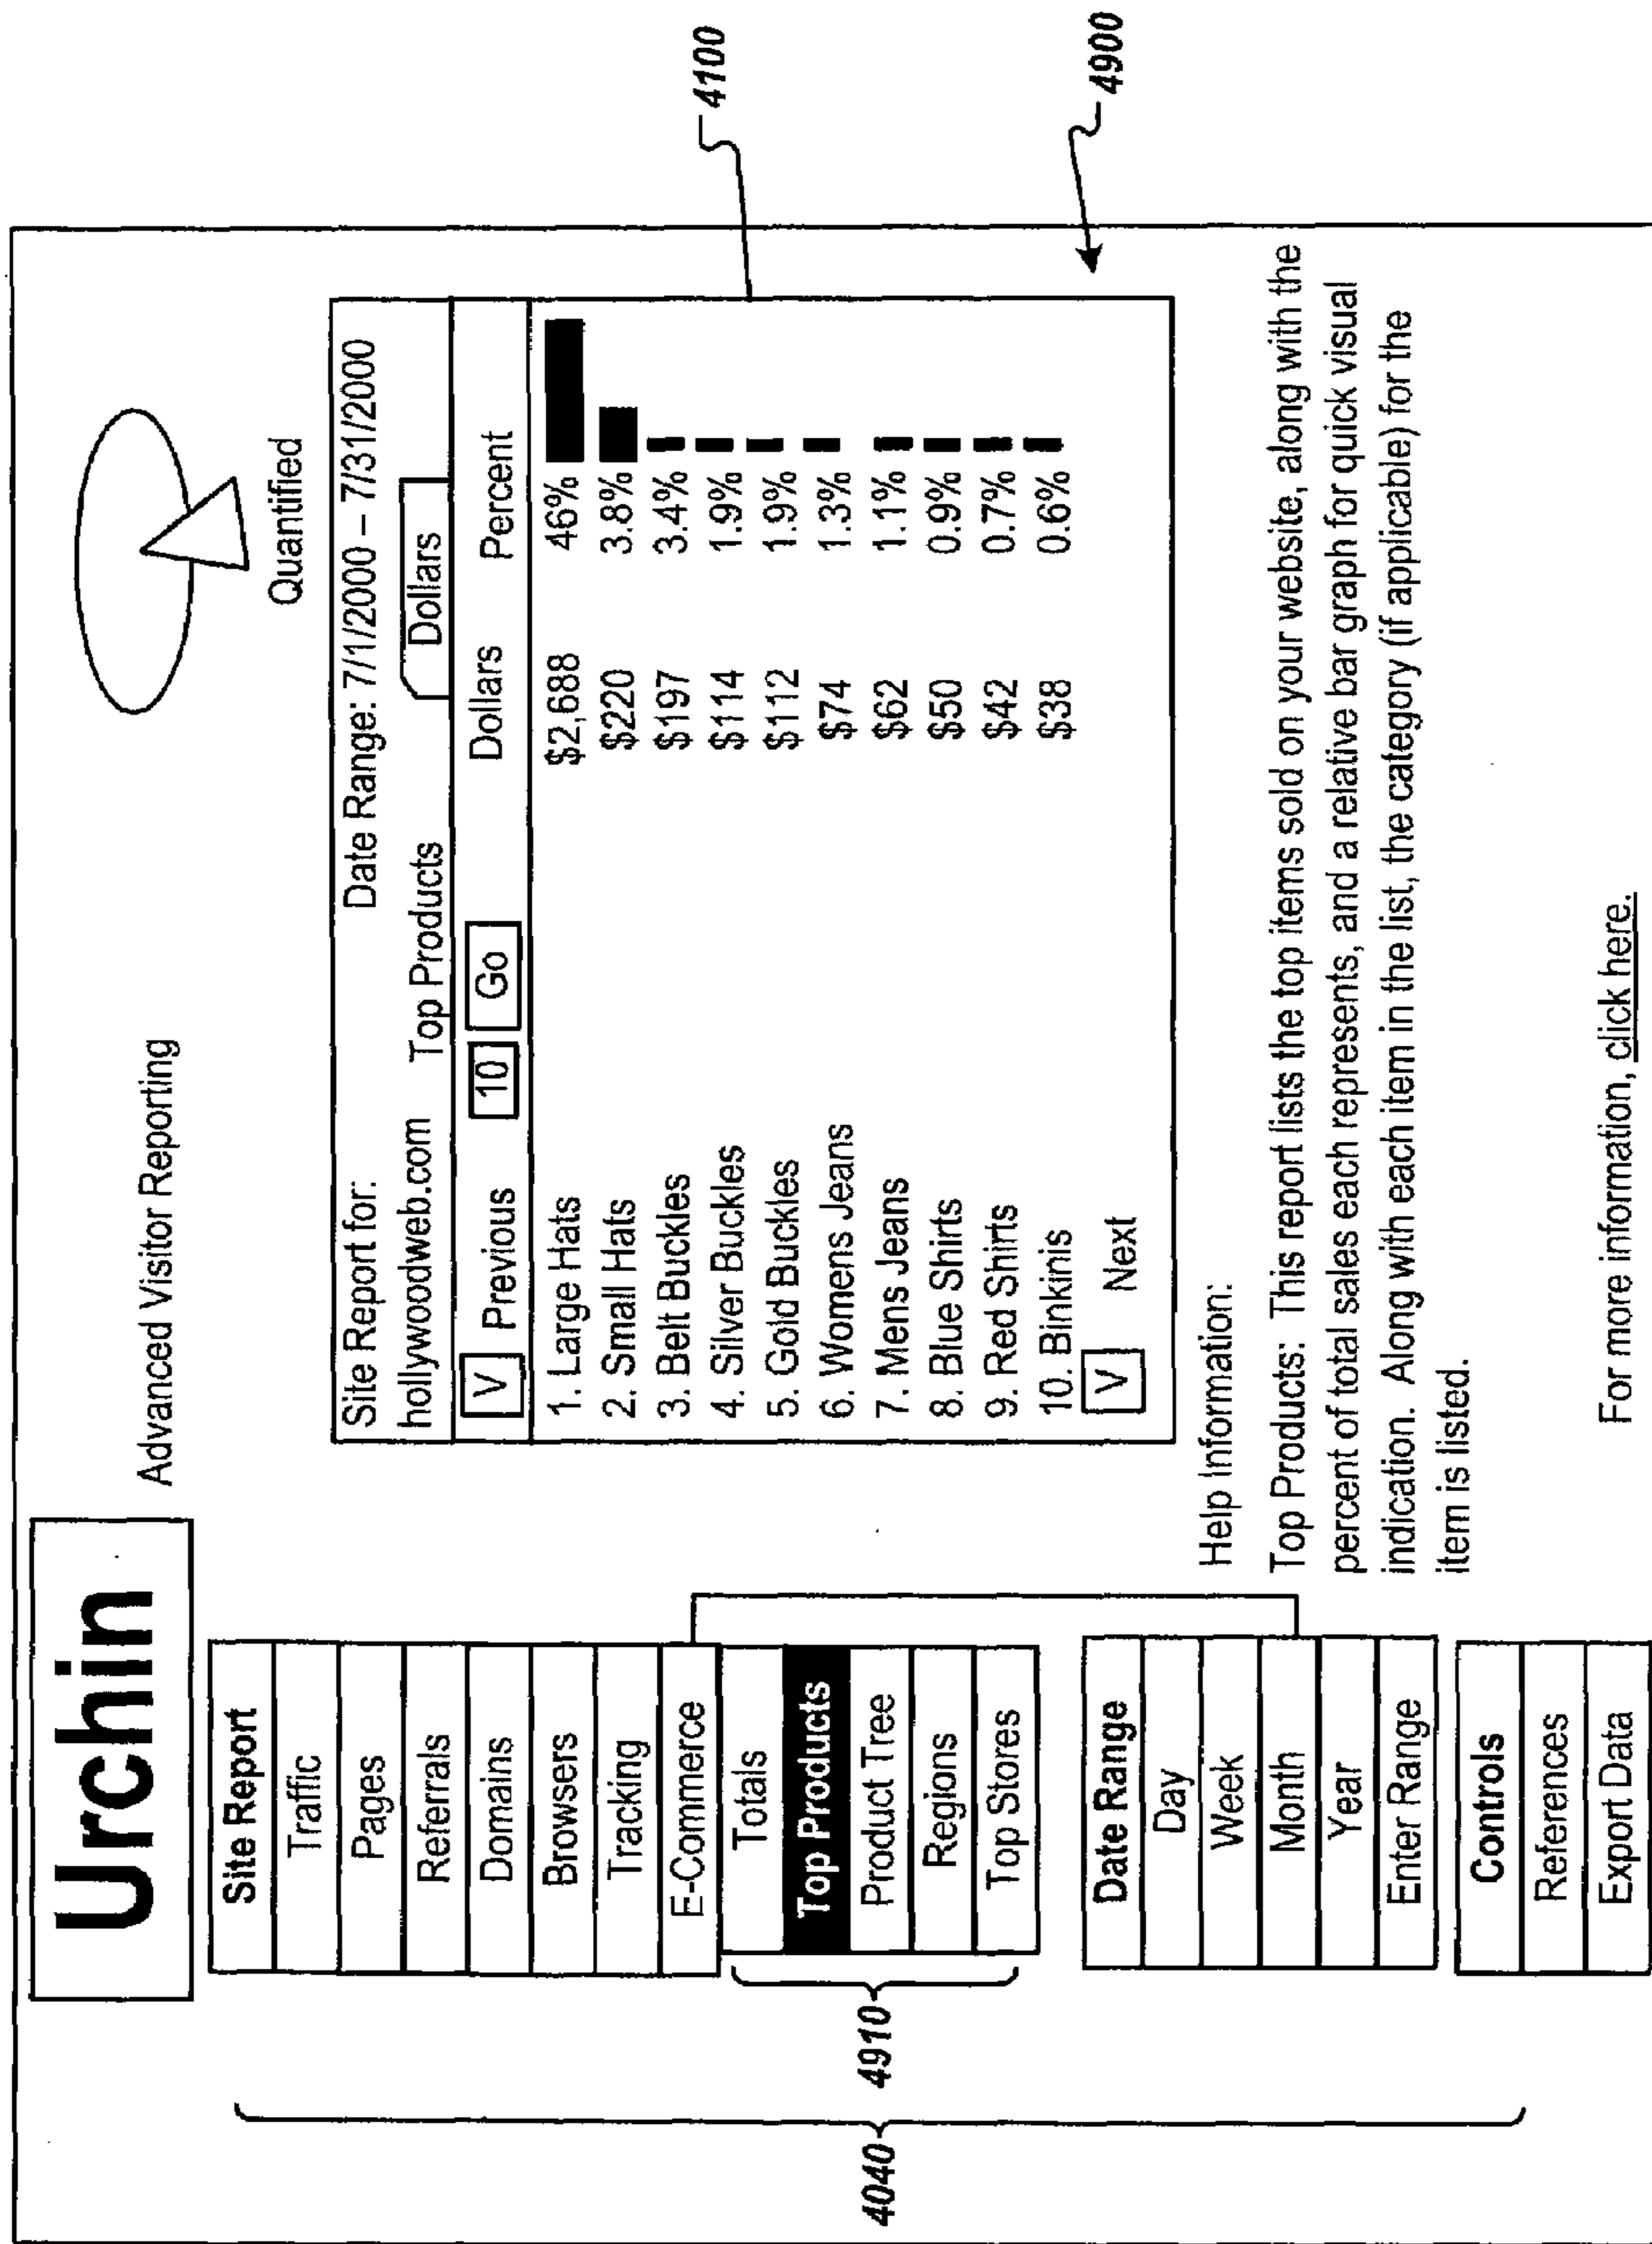 Urchin
Advanced Visitor Reporting
Quantified
Site Report
Traffic
Pages
Referrals
Domains
Browsers
Tracking
E-Commerce
Totals
Top Products
Product Tree
Regions
Top Stores
Date Range
Day
Week
Month
Year
Enter Range
Controls
References
Export Data
4040
4910
Site Report for: Date Range: 7/1/2000 – 7/31/2000
hollywoodweb.com Top Products Dollars
V Previous 10 Go Dollars Percent
1. Large Hats $2,688 46%
2. Small Hats $220 3.8%
3. Belt Buckles $197 3.4%
4. Silver Buckles $114 1.9%
5. Gold Buckles $112 1.9%
6. Womens Jeans $74 1.3%
7. Mens Jeans $62 1.1%
8. Blue Shirts $50 0.9%
9. Red Shirts $42 0.7%
10. Binkinis $38 0.6%
V Next
4100
4900
Help Information:
Top Products: This report lists the top items sold on your website, along with the
percent of total sales each represents, and a relative bar graph for quick visual
indication. Along with each item in the list, the category (if applicable) for the
item is listed.
For more information, click here.